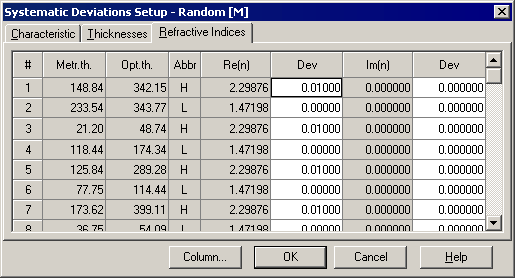 Systematic Deviations Setup - Random [M]
Characteristic Thicknesses Refractive Indices
# Metr.th. Opt.th. Abbr Re(n) Dev Im(n) Dev
1 148.84 342.15 H 2.29876 0.01000 0.000000 0.000000
2 233.54 343.77 L 1.47198 0.00000 0.000000 0.000000
3 21.20 48.74 H 2.29876 0.01000 0.000000 0.000000
4 118.44 174.34 L 1.47198 0.00000 0.000000 0.000000
5 125.84 289.28 H 2.29876 0.01000 0.000000 0.000000
6 77.75 114.44 L 1.47198 0.00000 0.000000 0.000000
7 173.62 399.11 H 2.29876 0.01000 0.000000 0.000000
8 36.75 54.09 L 1.47198 0.00000 0.000000 0.000000
Column... OK Cancel Help